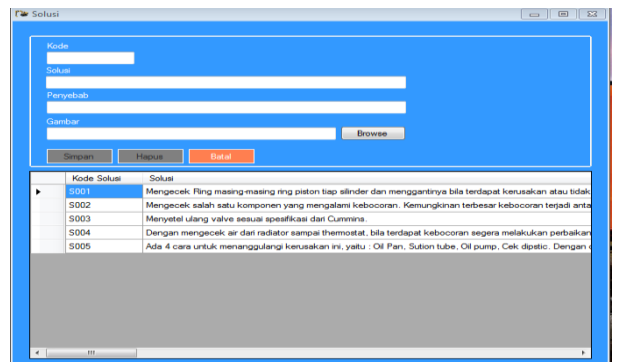 Solusi
Kode
Solusi
Penyebab
Gambar
Browse
Simpan Hapus Batal
Kode Solusi Solusi
S001 Mengecek Ring masing-masing ring piston tiap silinder dan menggantinya bila terdapat kerusakan atau tidak
S002 Mengecek salah satu komponen yang mengalami kebocoran. Kemungkinan terbesar kebocoran terjadi anta
S003 Menyetel ulang valve sesuai spesifikasi dari Cummins.
S004 Dengan mengecek air dari radiator sampai thermostat, bila terdapat kebocoran segera melakukan perbaikan
S005 Ada 4 cara untuk menanggulangi kerusakan ini, yaitu : Oil Pan, Sution tube, Oil pump, Cek dipstic. Dengan